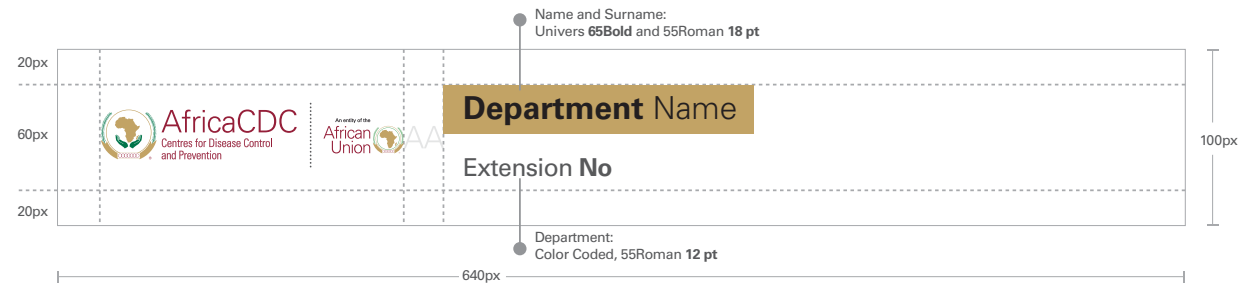 Name and Surname:
Univers 65Bold and 55Roman 18 pt
20px
60px
20px
AfricaCDC
Centres for Disease Control
and Prevention
An entity of the
African
Union
AA
Department Name
Extension No
100px
Department:
Color Coded, 55Roman 12 pt
640px